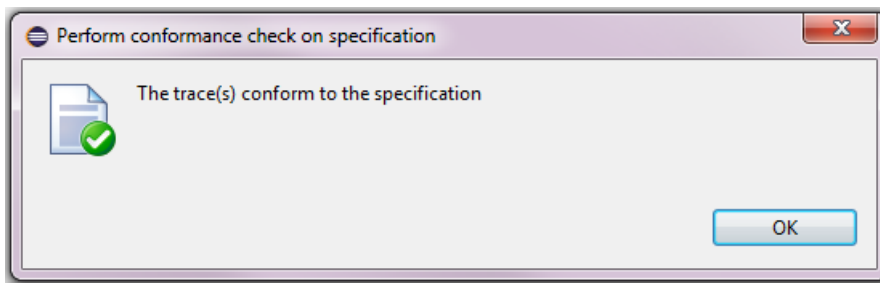 Perform conformance check on specification
The trace(s) conform to the specification
OK